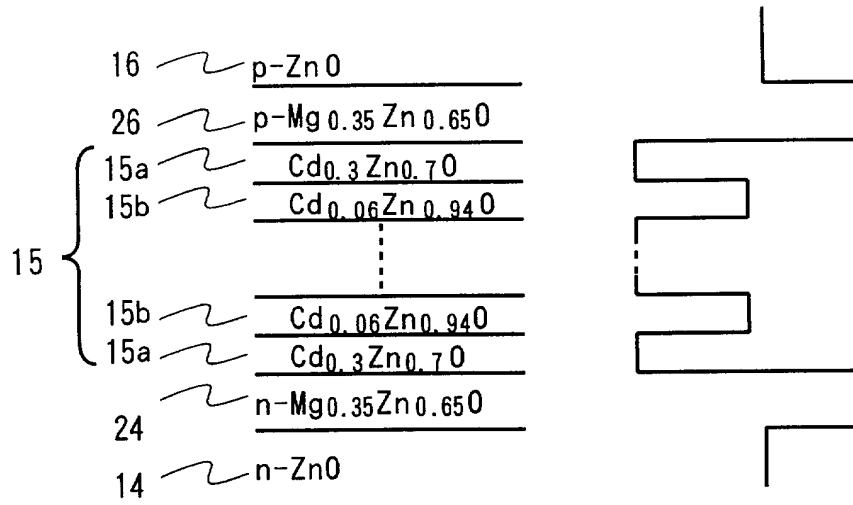 16 p-ZnO
26 p-Mg0.35Zn0.65O
15a Cd0.3Zn0.7O
15b Cd0.06Zn0.94O
15
15b Cd0.06Zn0.94O
15a Cd0.3Zn0.7O
24 n-Mg0.35Zn0.65O
14 n-ZnO